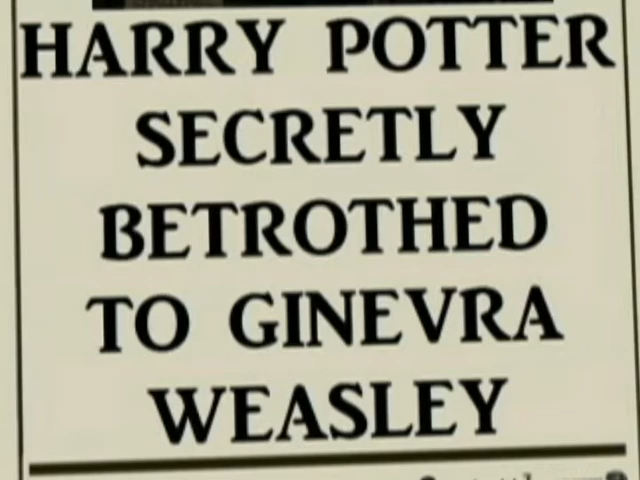 HARRY POTTER
SECRETLY
BETROTHED
TO GINEVRA
WEASLEY